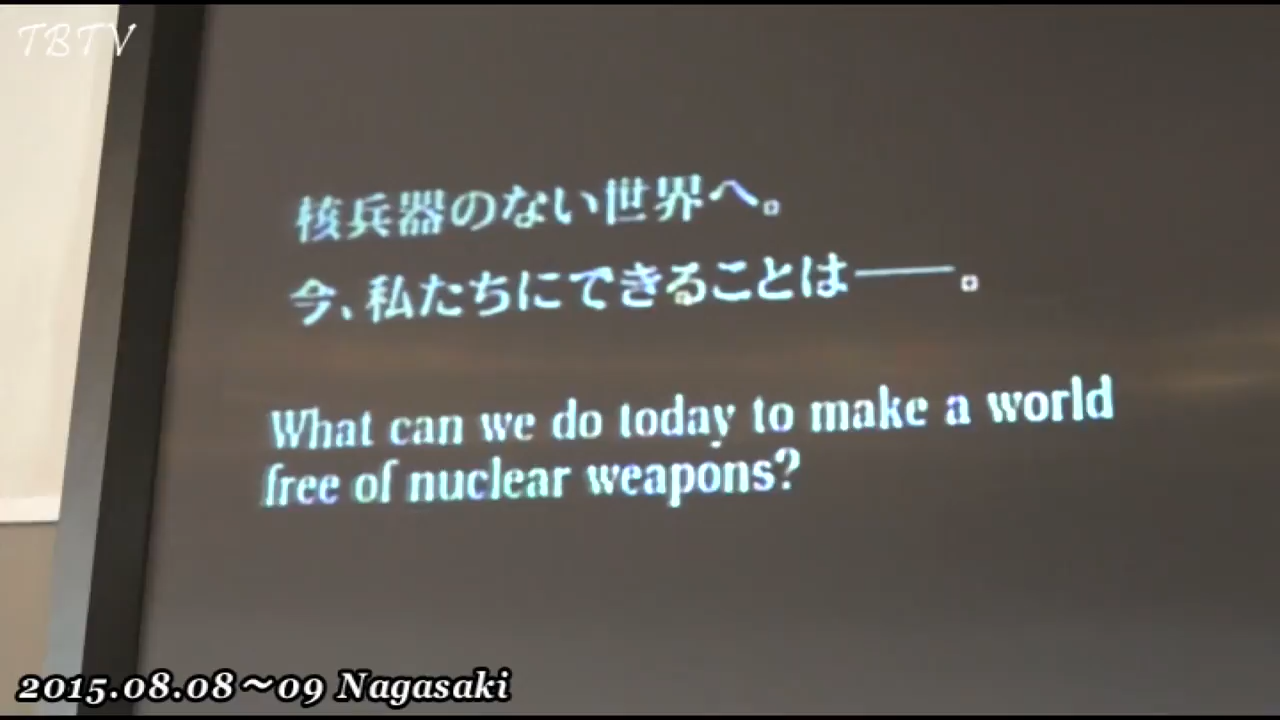 TBTV
核兵器のない世界へ。
今、私たちにできることは──。
What can we do today to make a world
free of nuclear weapons?
2015.08.08～09 Nagasaki